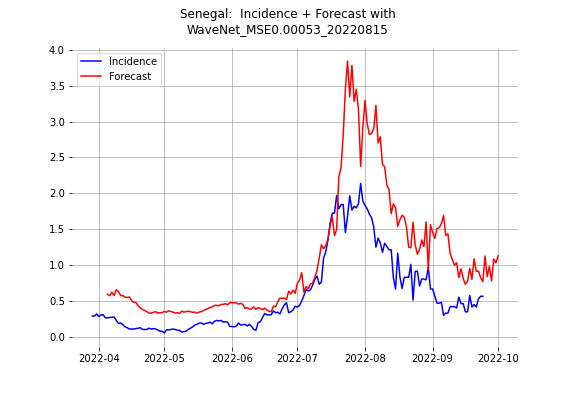 Senegal:  Incidence + Forecast with
WaveNet_MSE0.00053_20220815
Incidence
Forecast
4.0
3.5
3.0
2.5
2.0
1.5
1.0
0.5
0.0
2022-04 2022-05 2022-06 2022-07 2022-08 2022-09 2022-10